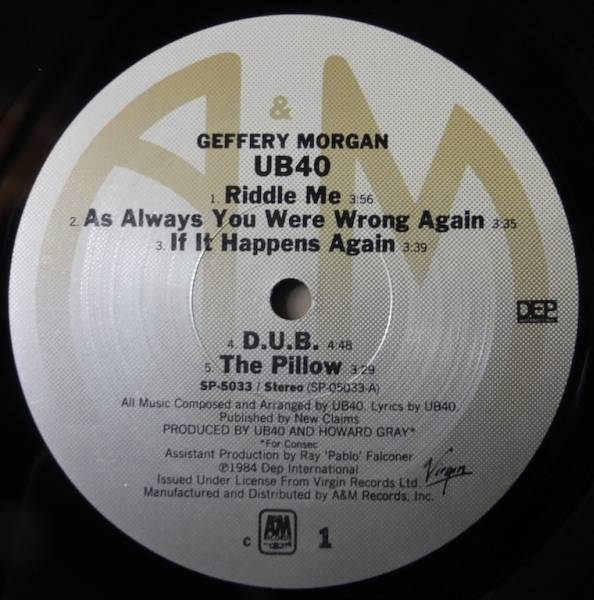 A&M
GEFFERY MORGAN
UB40
1. Riddle Me 3:56
2. As Always You Were Wrong Again 3:35
3. If It Happens Again 3:39
DEP
4. D.U.B. 4:48
5. The Pillow 3:29
SP-5033 / Stereo (SP-05033-A)
All Music Composed and Arranged by UB40. Lyrics by UB40.
Published by New Claims
PRODUCED BY UB40 AND HOWARD GRAY*
*For Consec
Assistant Production by Ray 'Pablo' Falconer
℗1984 Dep International
Issued Under License From Virgin Records Ltd.
Virgin
Manufactured and Distributed by A&M Records, Inc.
C A&M RECORDS 1